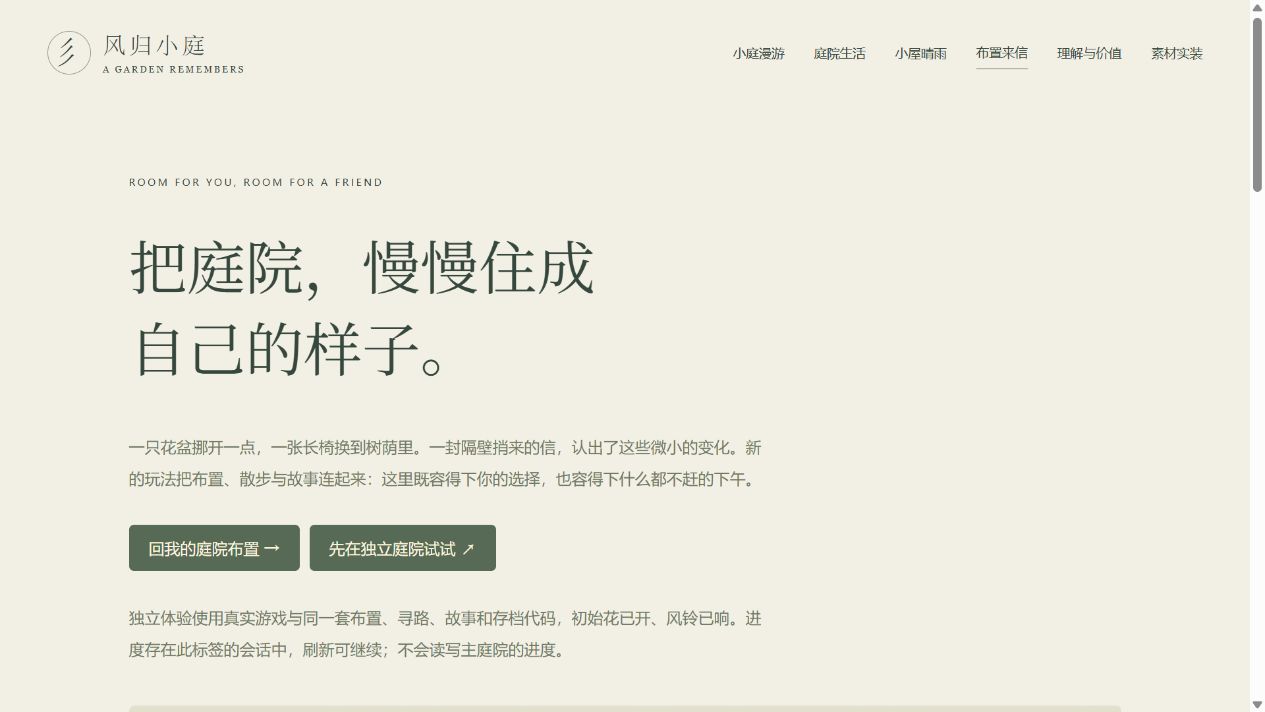 风归小庭
A GARDEN REMEMBERS
小庭漫游 庭院生活 小屋晴雨 布置来信 理解与价值 素材实装
ROOM FOR YOU, ROOM FOR A FRIEND
把庭院，慢慢住成
自己的样子。
一只花盆挪开一点，一张长椅换到树荫里。一封隔壁捎来的信，认出了这些微小的变化。新
的玩法把布置、散步与故事连起来：这里既容得下你的选择，也容得下什么都不赶的下午。
回我的庭院布置 → 先在独立庭院试试 ↗
独立体验使用真实游戏与同一套布置、寻路、故事和存档代码，初始花已开、风铃已响。进
度存在此标签的会话中，刷新可继续；不会读写主庭院的进度。